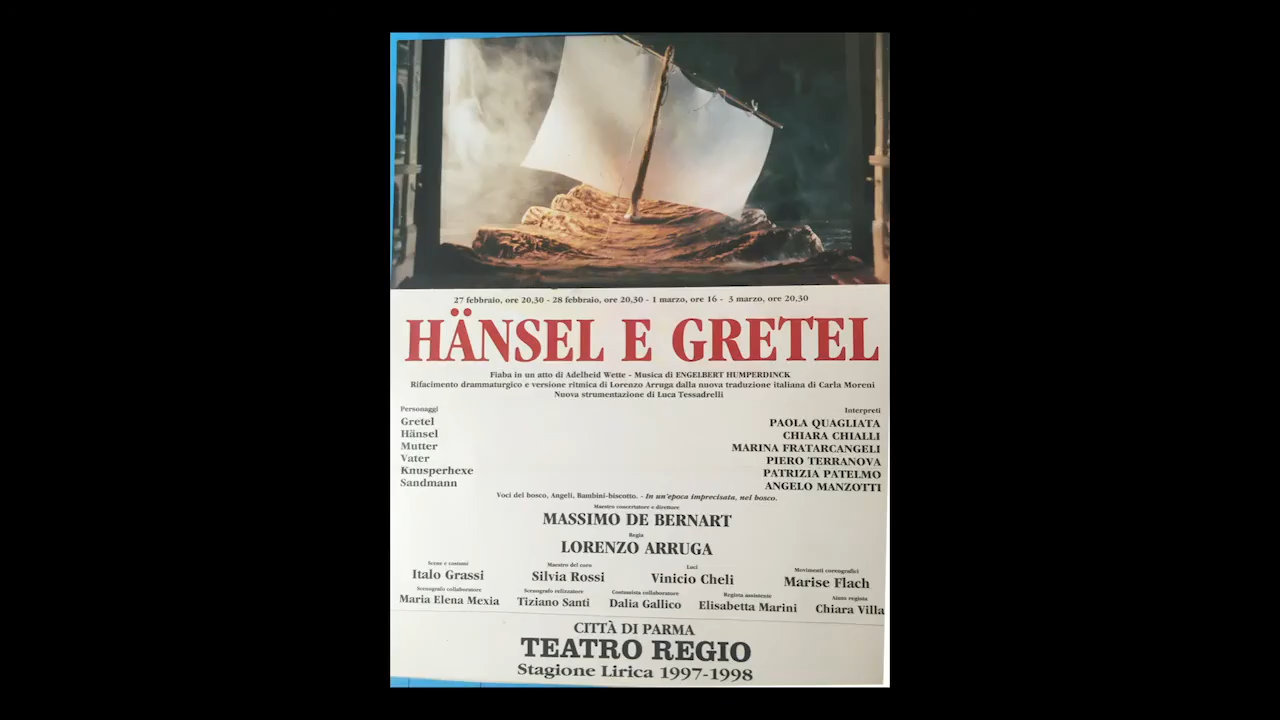 27 febbraio, ore 20,30 - 28 febbraio, ore 20,30 - 1 marzo, ore 16 - 3 marzo, ore 20.30
HÄNSEL E GRETEL
Fiaba in un atto di Adelheid Wette - Musica di ENGELBERT HUMPERDINCK
Rifacimento drammaturgico e versione ritmica di Lorenzo Arruga dalla nuova traduzione italiana di Carla Moreni
Nuova strumentazione di Luca Tessadrelli
Personaggi Interpreti
Gretel PAOLA QUAGLIATA
Hänsel CHIARA CHIALLI
Mutter MARINA FRATARCANGELI
Vater PIERO TERRANOVA
Knusperhexe PATRIZIA PATELMO
Sandmann ANGELO MANZOTTI
Voci del bosco, Angeli, Bambini-biscotto. - In un'epoca imprecisata, nel bosco.
Maestro concertatore e direttore
MASSIMO DE BERNART
Regia
LORENZO ARRUGA
Scene e costumi Maestro del coro Luci Movimenti coreografici
Italo Grassi Silvia Rossi Vinicio Cheli Marise Flach
Scenografo collaboratore Scenografo relizzatore Costumista collaboratore Regista assistente Aiuto regista
Maria Elena Mexia Tiziano Santi Dalia Gallico Elisabetta Marini Chiara Villa
CITTÀ DI PARMA
TEATRO REGIO
Stagione Lirica 1997-1998